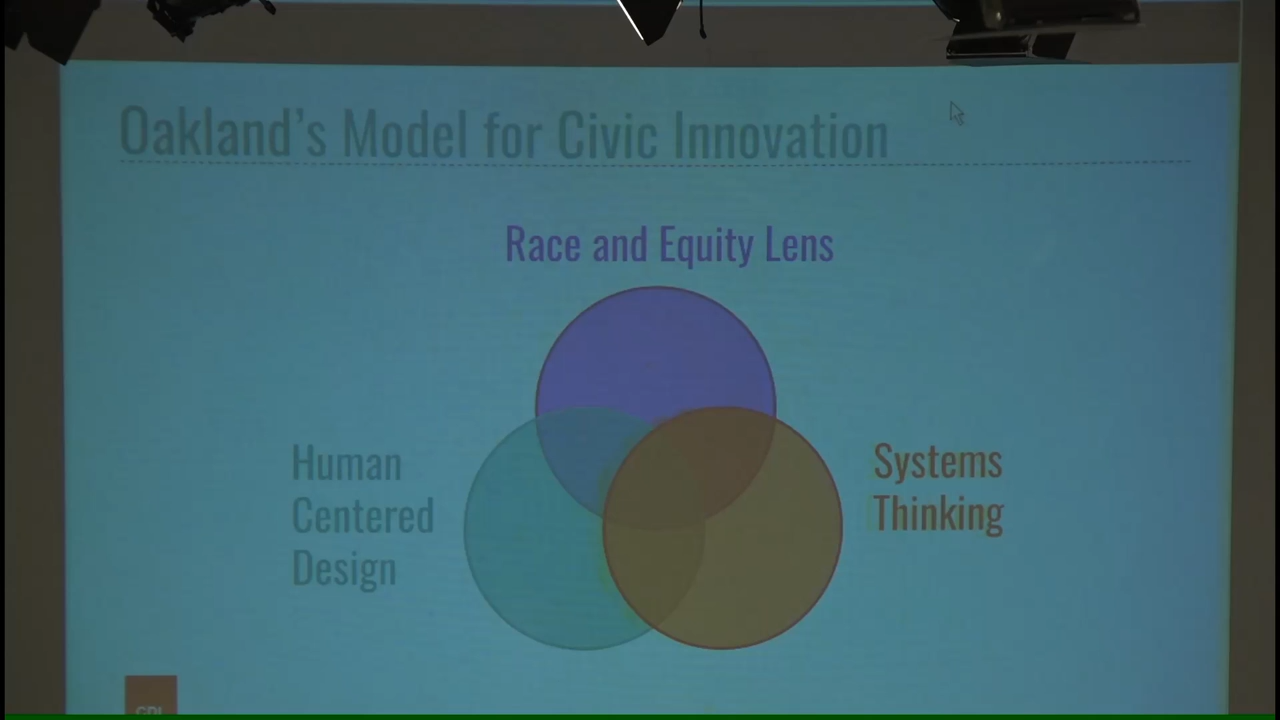 Oakland's Model for Civic Innovation
Race and Equity Lens
Human
Centered
Design
Systems
Thinking